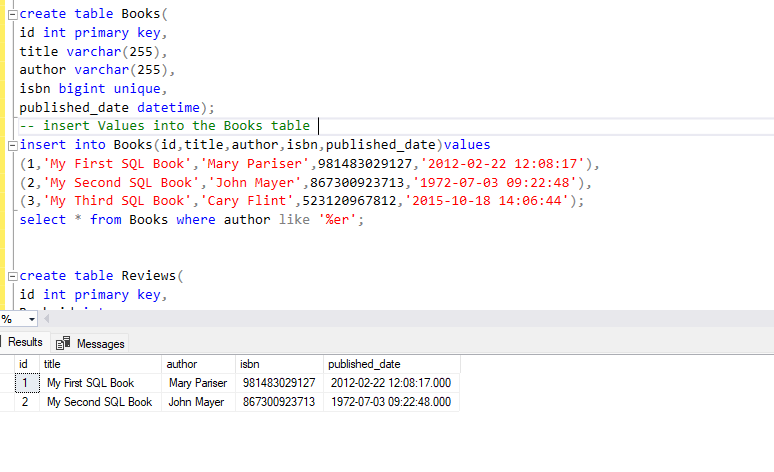 create table Books(
id int primary key,
title varchar(255),
author varchar(255),
isbn bigint unique,
published_date datetime);
-- insert Values into the Books table
insert into Books(id,title,author,isbn,published_date)values
(1,'My First SQL Book','Mary Pariser',981483029127,'2012-02-22 12:08:17'),
(2,'My Second SQL Book','John Mayer',867300923713,'1972-07-03 09:22:48'),
(3,'My Third SQL Book','Cary Flint',523120967812,'2015-10-18 14:06:44');
select * from Books where author like '%er';
create table Reviews(
id int primary key,
%
Results Messages
id title author isbn published_date
1 My First SQL Book Mary Pariser 981483029127 2012-02-22 12:08:17.000
2 My Second SQL Book John Mayer 867300923713 1972-07-03 09:22:48.000